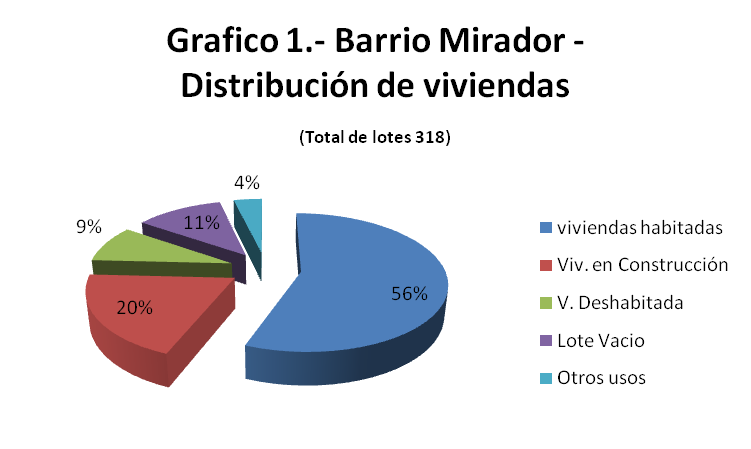 Grafico 1.- Barrio Mirador -
Distribución de viviendas
(Total de lotes 318)
4%
11%
9%
20%
56%
viviendas habitadas
Viv. en Construcción
V. Deshabitada
Lote Vacio
Otros usos